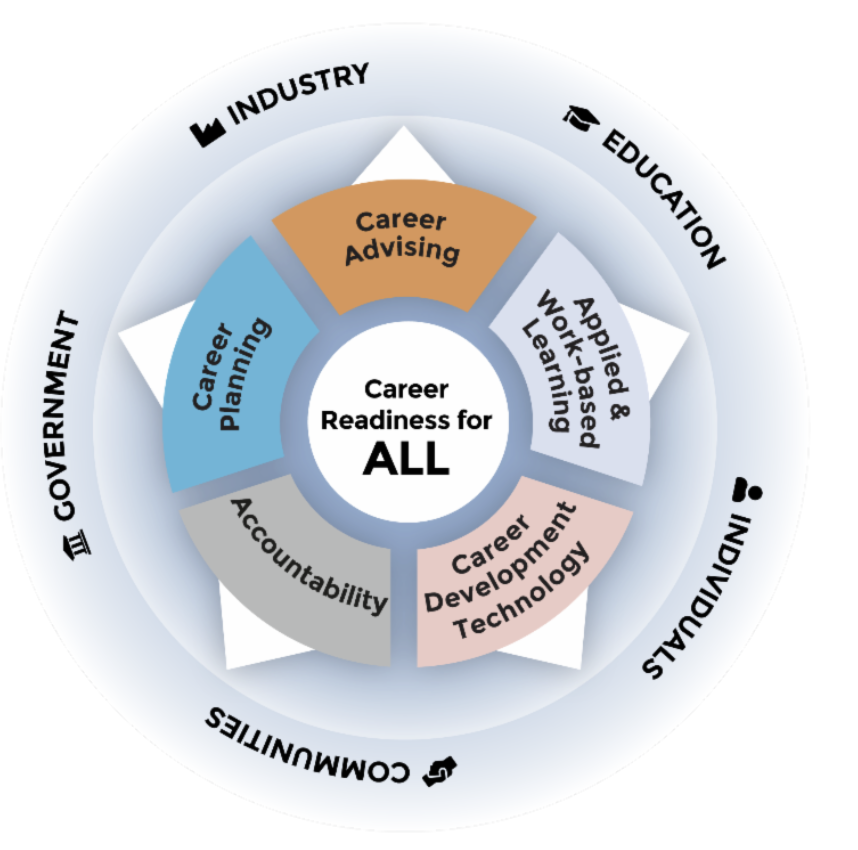 INDUSTRY
EDUCATION
INDIVIDUALS
COMMUNITIES
GOVERNMENT
Career
Advising
Applied &
Work-based
Learning
Career
Development
Technology
Accountability
Career
Planning
Career
Readiness for
ALL